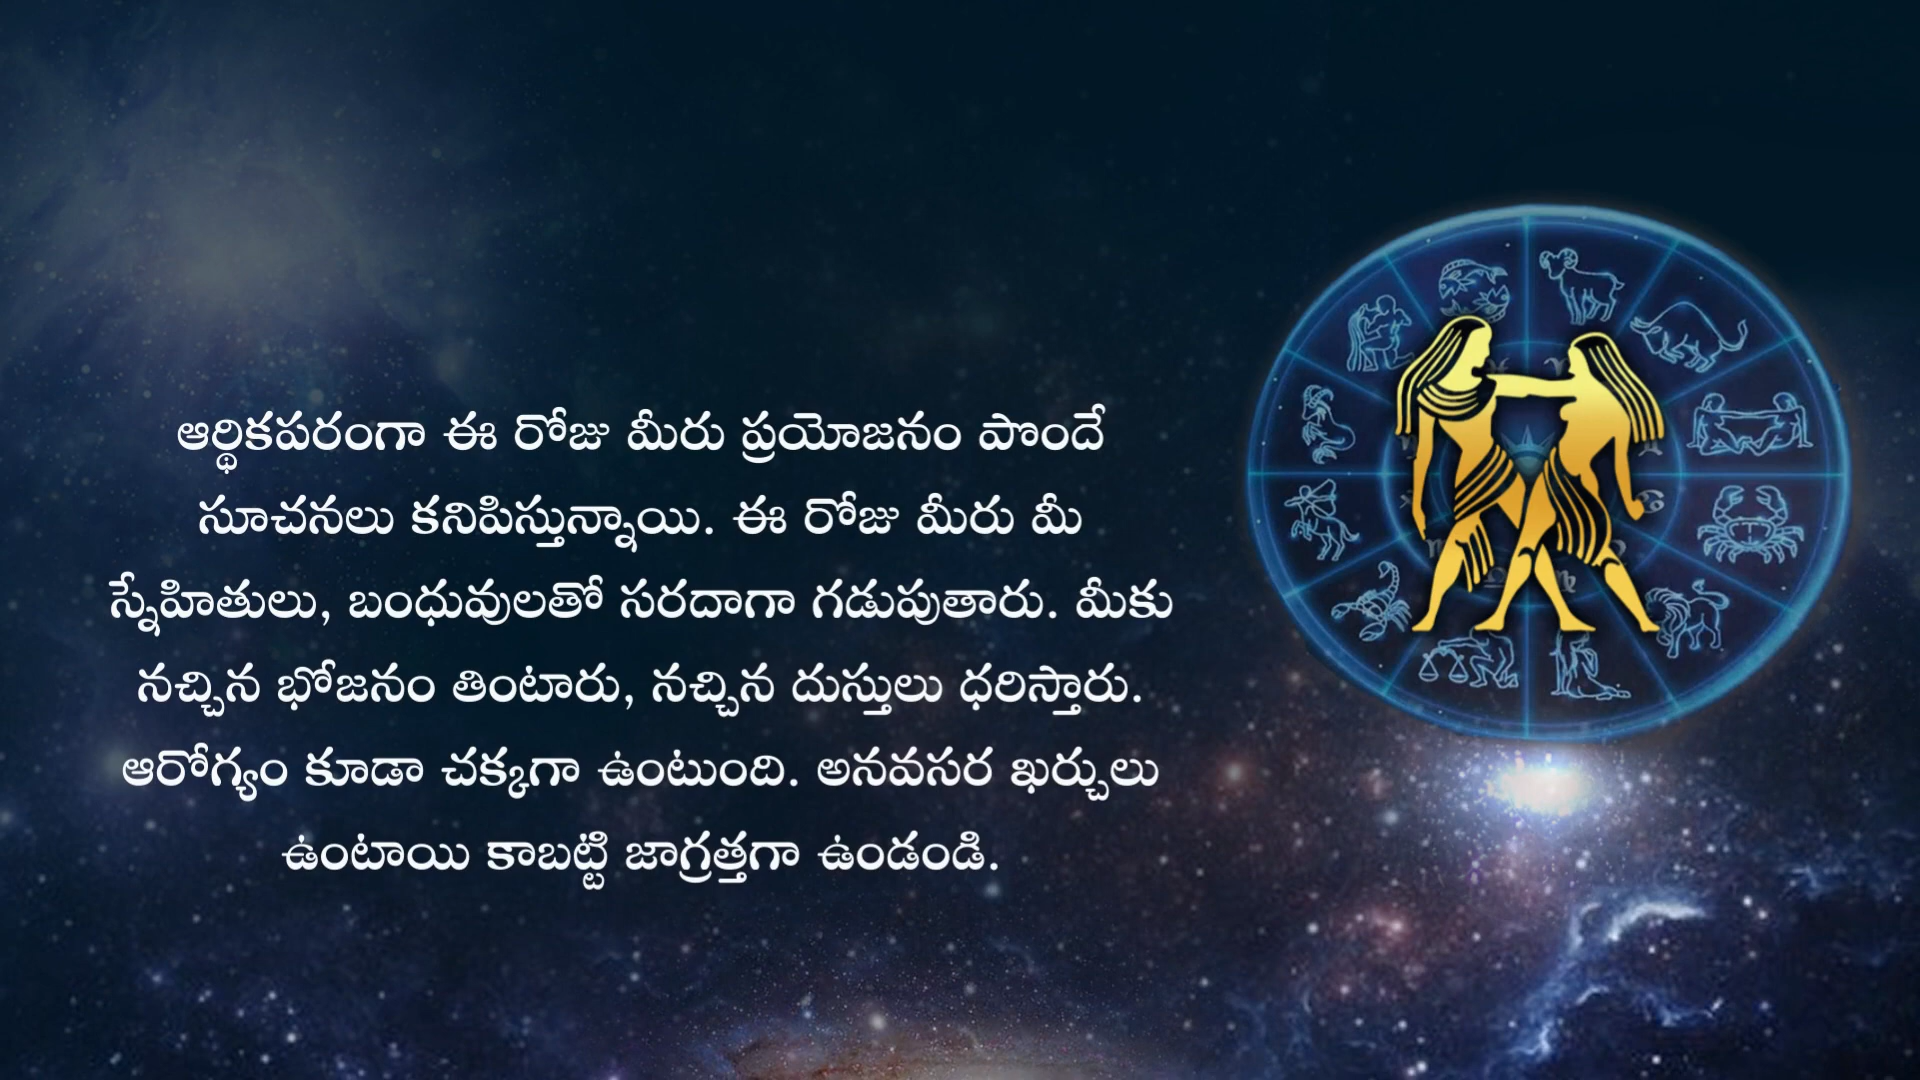 ఆర్థికపరంగా ఈ రోజు మీరు ప్రయోజనం పొందే
సూచనలు కనిపిస్తున్నాయి. ఈ రోజు మీరు మీ
స్నేహితులు, బంధువులతో సరదాగా గడుపుతారు. మీకు
నచ్చిన భోజనం తింటారు, నచ్చిన దుస్తులు ధరిస్తారు.
ఆరోగ్యం కూడా చక్కగా ఉంటుంది. అనవసర ఖర్చులు
ఉంటాయి కాబట్టి జాగ్రత్తగా ఉండండి.